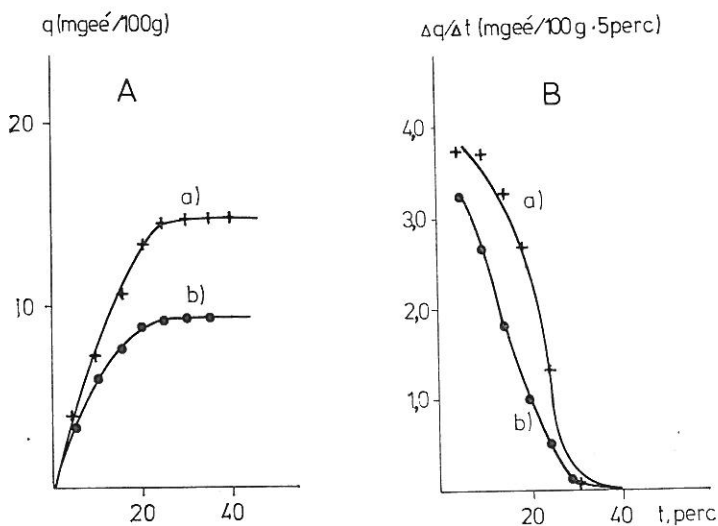 q (mgeé/100g)
A
20
10
a)
b)
20 40
Δq/Δt (mgeé/100g·5perc)
B
4,0
3,0
2,0
1,0
a)
b)
20 40 t, perc